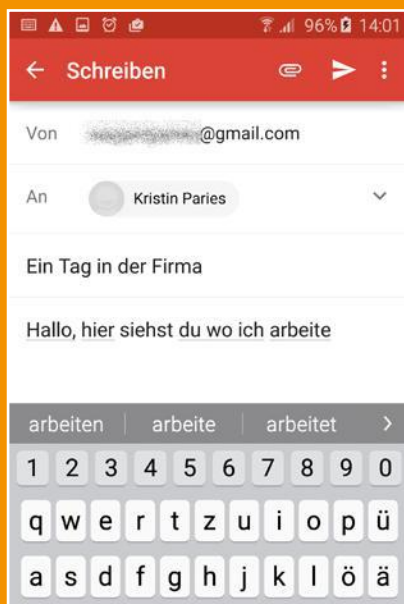 96% 14:01
Schreiben
Von @gmail.com
An Kristin Paries
Ein Tag in der Firma
Hallo, hier siehst du wo ich arbeite
arbeiten arbeite arbeitet
1 2 3 4 5 6 7 8 9 0
q w e r t z u i o p ü
a s d f g h j k l ö ä